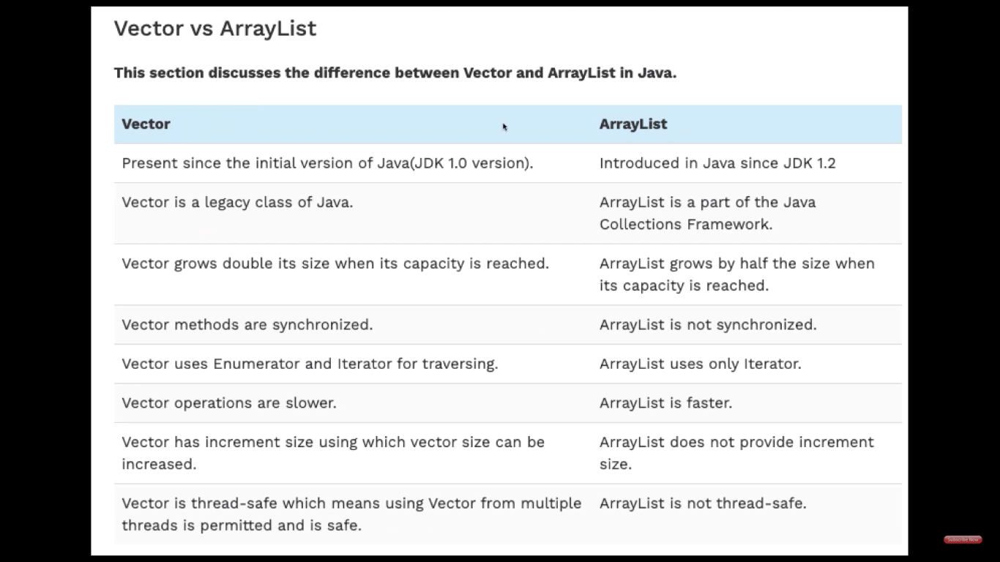 Vector vs ArrayList
This section discusses the difference between Vector and ArrayList in Java.
Vector
ArrayList
Present since the initial version of Java(JDK 1.0 version).
Introduced in Java since JDK 1.2
Vector is a legacy class of Java.
ArrayList is a part of the Java
Collections Framework.
Vector grows double its size when its capacity is reached.
ArrayList grows by half the size when
its capacity is reached.
Vector methods are synchronized.
ArrayList is not synchronized.
Vector uses Enumerator and Iterator for traversing.
ArrayList uses only Iterator.
Vector operations are slower.
ArrayList is faster.
Vector has increment size using which vector size can be
increased.
ArrayList does not provide increment
size.
Vector is thread-safe which means using Vector from multiple
threads is permitted and is safe.
ArrayList is not thread-safe.
Subscribe Now